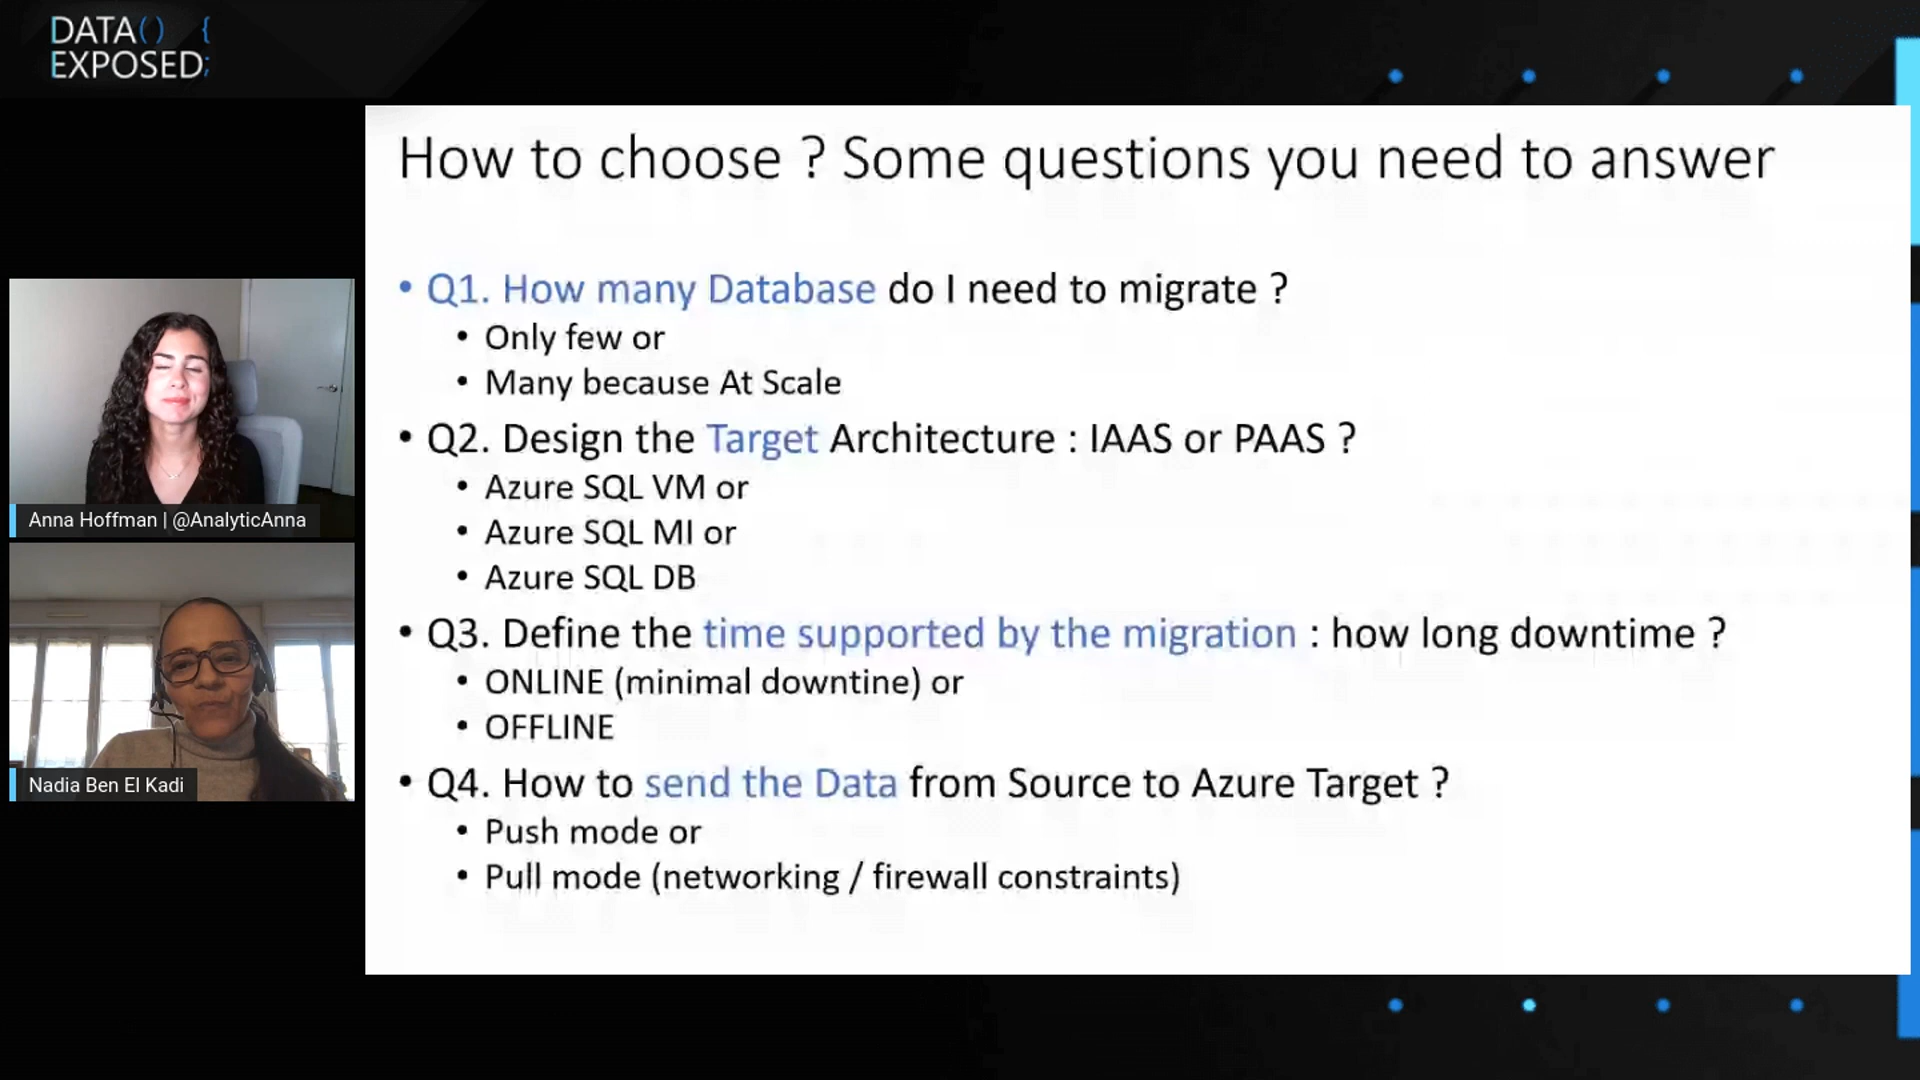 DATA() {
EXPOSED;
How to choose ? Some questions you need to answer
• Q1. How many Database do I need to migrate ?
• Only few or
• Many because At Scale
• Q2. Design the Target Architecture : IAAS or PAAS ?
• Azure SQL VM or
• Azure SQL MI or
• Azure SQL DB
• Q3. Define the time supported by the migration : how long downtime ?
• ONLINE (minimal downtine) or
• OFFLINE
• Q4. How to send the Data from Source to Azure Target ?
• Push mode or
• Pull mode (networking / firewall constraints)
Anna Hoffman | @AnalyticAnna
Nadia Ben El Kadi